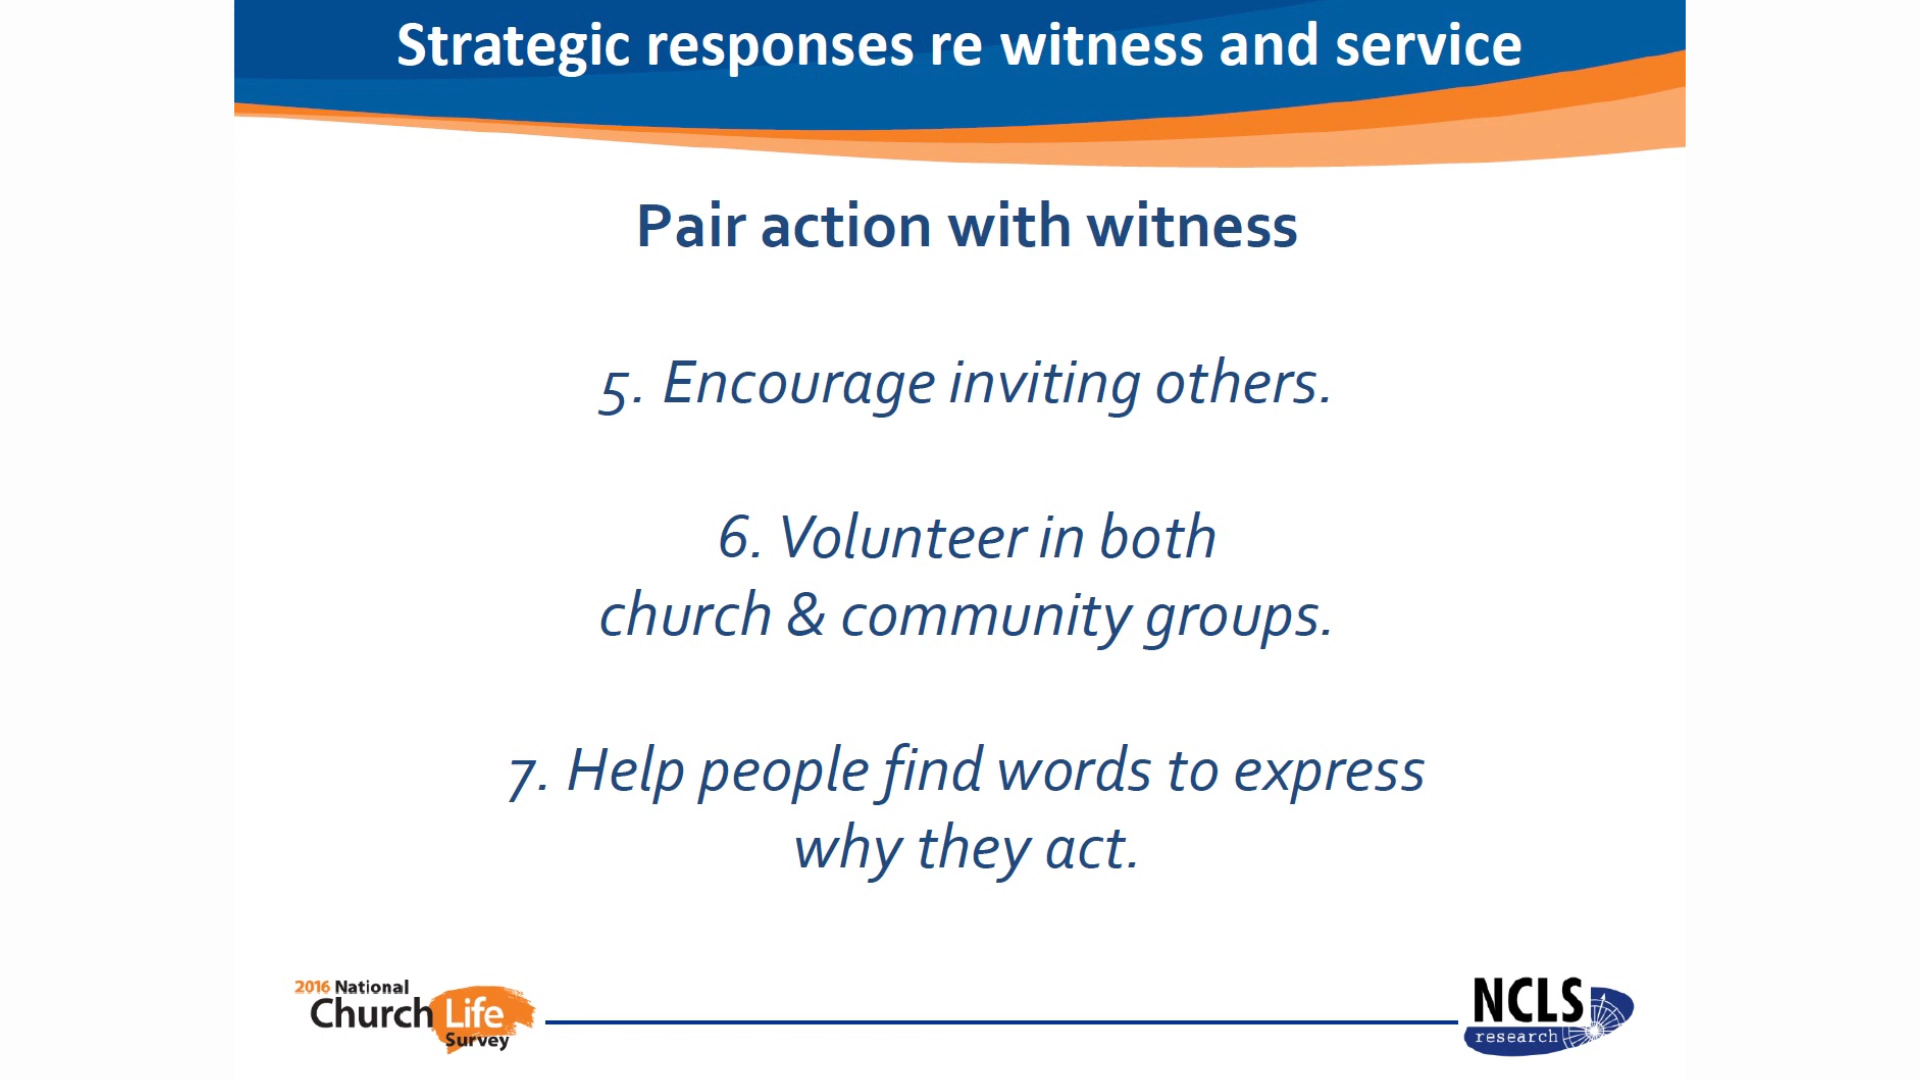 Strategic responses re witness and service
Pair action with witness
5. Encourage inviting others.
6. Volunteer in both
church & community groups.
7. Help people find words to express
why they act.
2016 National
Church Life
Survey
NCLS
research